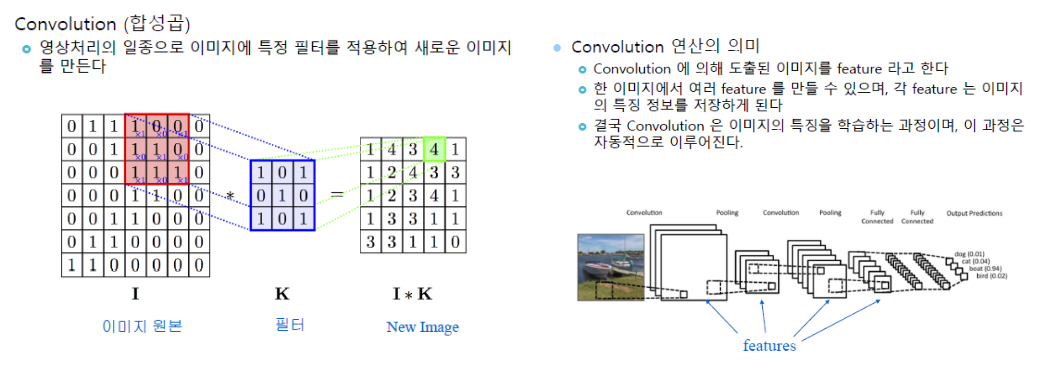 Convolution (합성곱)
영상처리의 일종으로 이미지에 특정 필터를 적용하여 새로운 이미지
를 만든다
0 1 1 1×1 0×0 0×1 0
0 0 1 1×0 1×1 0×0 0
0 0 0 1×1 1×0 1×1 0
0 0 0 1 1 0 0
0 0 1 1 0 0 0
0 1 1 0 0 0 0
1 1 0 0 0 0 0
*
1 0 1
0 1 0
1 0 1
=
1 4 3 4 1
1 2 4 3 3
1 2 3 4 1
1 3 3 1 1
3 3 1 1 0
I
K
I * K
이미지 원본
필터
New Image
Convolution 연산의 의미
Convolution 에 의해 도출된 이미지를 feature 라고 한다
한 이미지에서 여러 feature 를 만들 수 있으며, 각 feature 는 이미지
의 특징 정보를 저장하게 된다
결국 Convolution 은 이미지의 특징을 학습하는 과정이며, 이 과정은
자동적으로 이루어진다.
Convolution
Pooling
Convolution
Pooling
Fully
Connected
Fully
Connected
Output Predictions
dog (0.01)
cat (0.04)
boat (0.94)
bird (0.02)
features